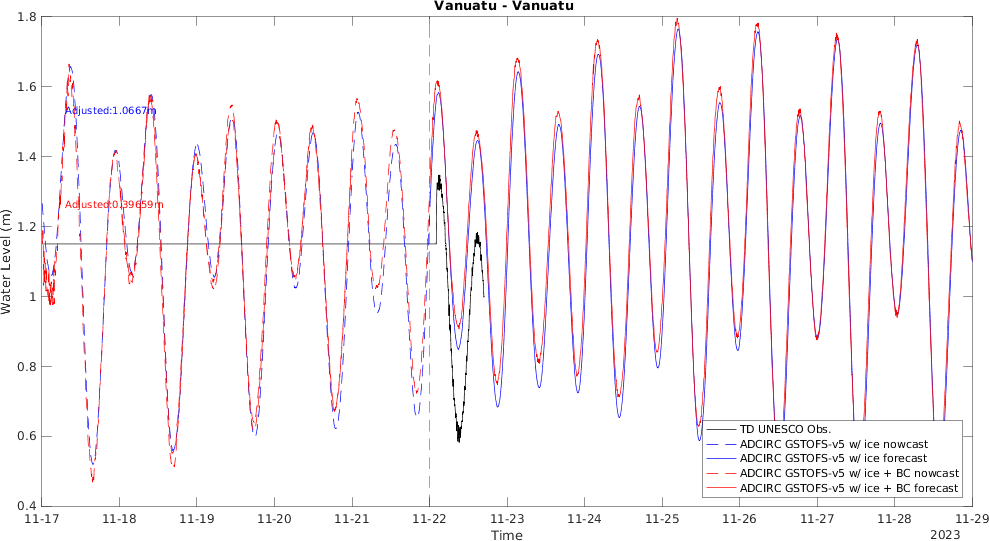 Vanuatu - Vanuatu
1.8
1.6
1.4
1.2
1
0.8
0.6
0.4
Water Level (m)
Adjusted:1.0667m
Adjusted:0.39659m
TD UNESCO Obs.
ADCIRC GSTOFS-v5 w/ ice nowcast
ADCIRC GSTOFS-v5 w/ ice forecast
ADCIRC GSTOFS-v5 w/ ice + BC nowcast
ADCIRC GSTOFS-v5 w/ ice + BC forecast
11-17 11-18 11-19 11-20 11-21 11-22 11-23 11-24 11-25 11-26 11-27 11-28 11-29
Time
2023